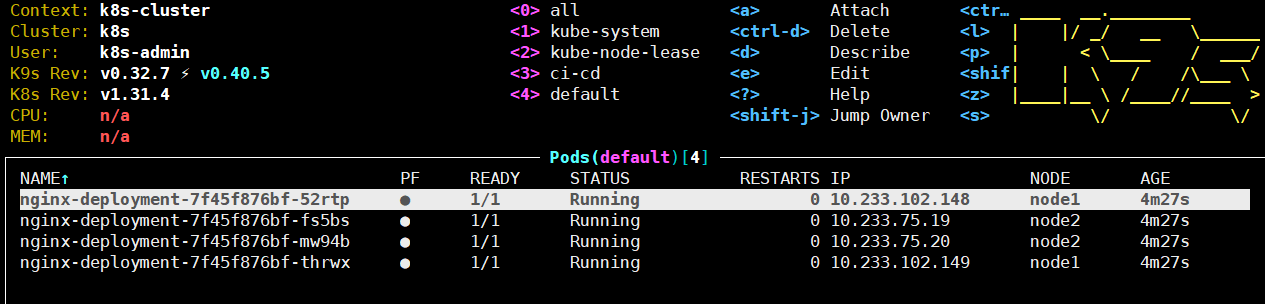 Context: k8s-cluster <0> all <a> Attach <ctr…
Cluster: k8s <1> kube-system <ctrl-d> Delete <l>
User: k8s-admin <2> kube-node-lease <d> Describe <p>
K9s Rev: v0.32.7 ⚡ v0.40.5 <3> ci-cd <e> Edit <shif
K8s Rev: v1.31.4 <4> default <?> Help <z>
CPU: n/a <shift-j> Jump Owner <s>
MEM: n/a
Pods(default)[4]
NAME↑ PF READY STATUS RESTARTS IP NODE AGE
nginx-deployment-7f45f876bf-52rtp ● 1/1 Running 0 10.233.102.148 node1 4m27s
nginx-deployment-7f45f876bf-fs5bs ● 1/1 Running 0 10.233.75.19 node2 4m27s
nginx-deployment-7f45f876bf-mw94b ● 1/1 Running 0 10.233.75.20 node2 4m27s
nginx-deployment-7f45f876bf-thrwx ● 1/1 Running 0 10.233.102.149 node1 4m27s